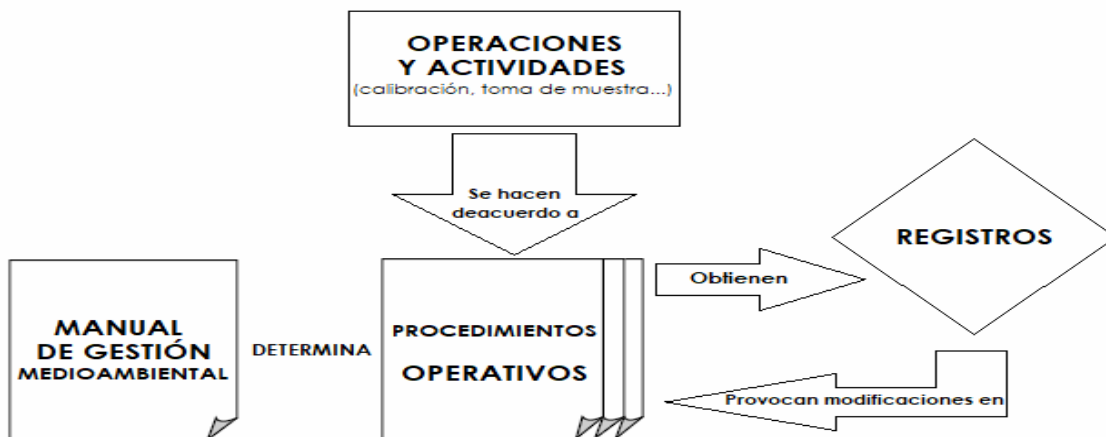 OPERACIONES
Y ACTIVIDADES
(calibración, toma de muestra...)
Se hacen
deacuerdo a
REGISTROS
Obtienen
MANUAL
DE GESTIÓN
MEDIOAMBIENTAL
DETERMINA
PROCEDIMIENTOS
OPERATIVOS
Provocan modificaciones en